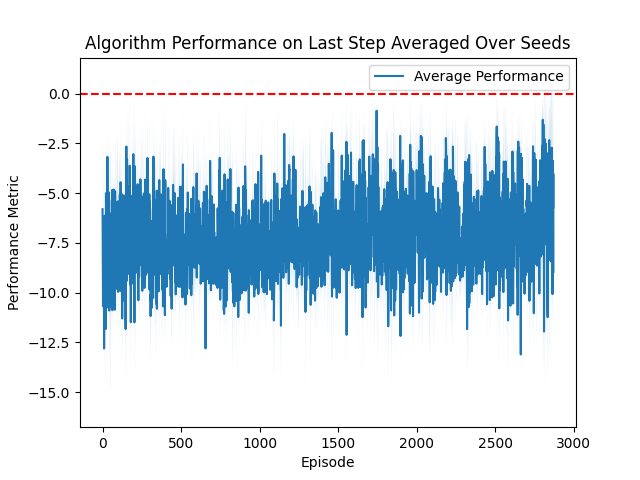 Algorithm Performance on Last Step Averaged Over Seeds
Average Performance
0.0
−2.5
−5.0
−7.5
−10.0
−12.5
−15.0
Performance Metric
0 500 1000 1500 2000 2500 3000
Episode